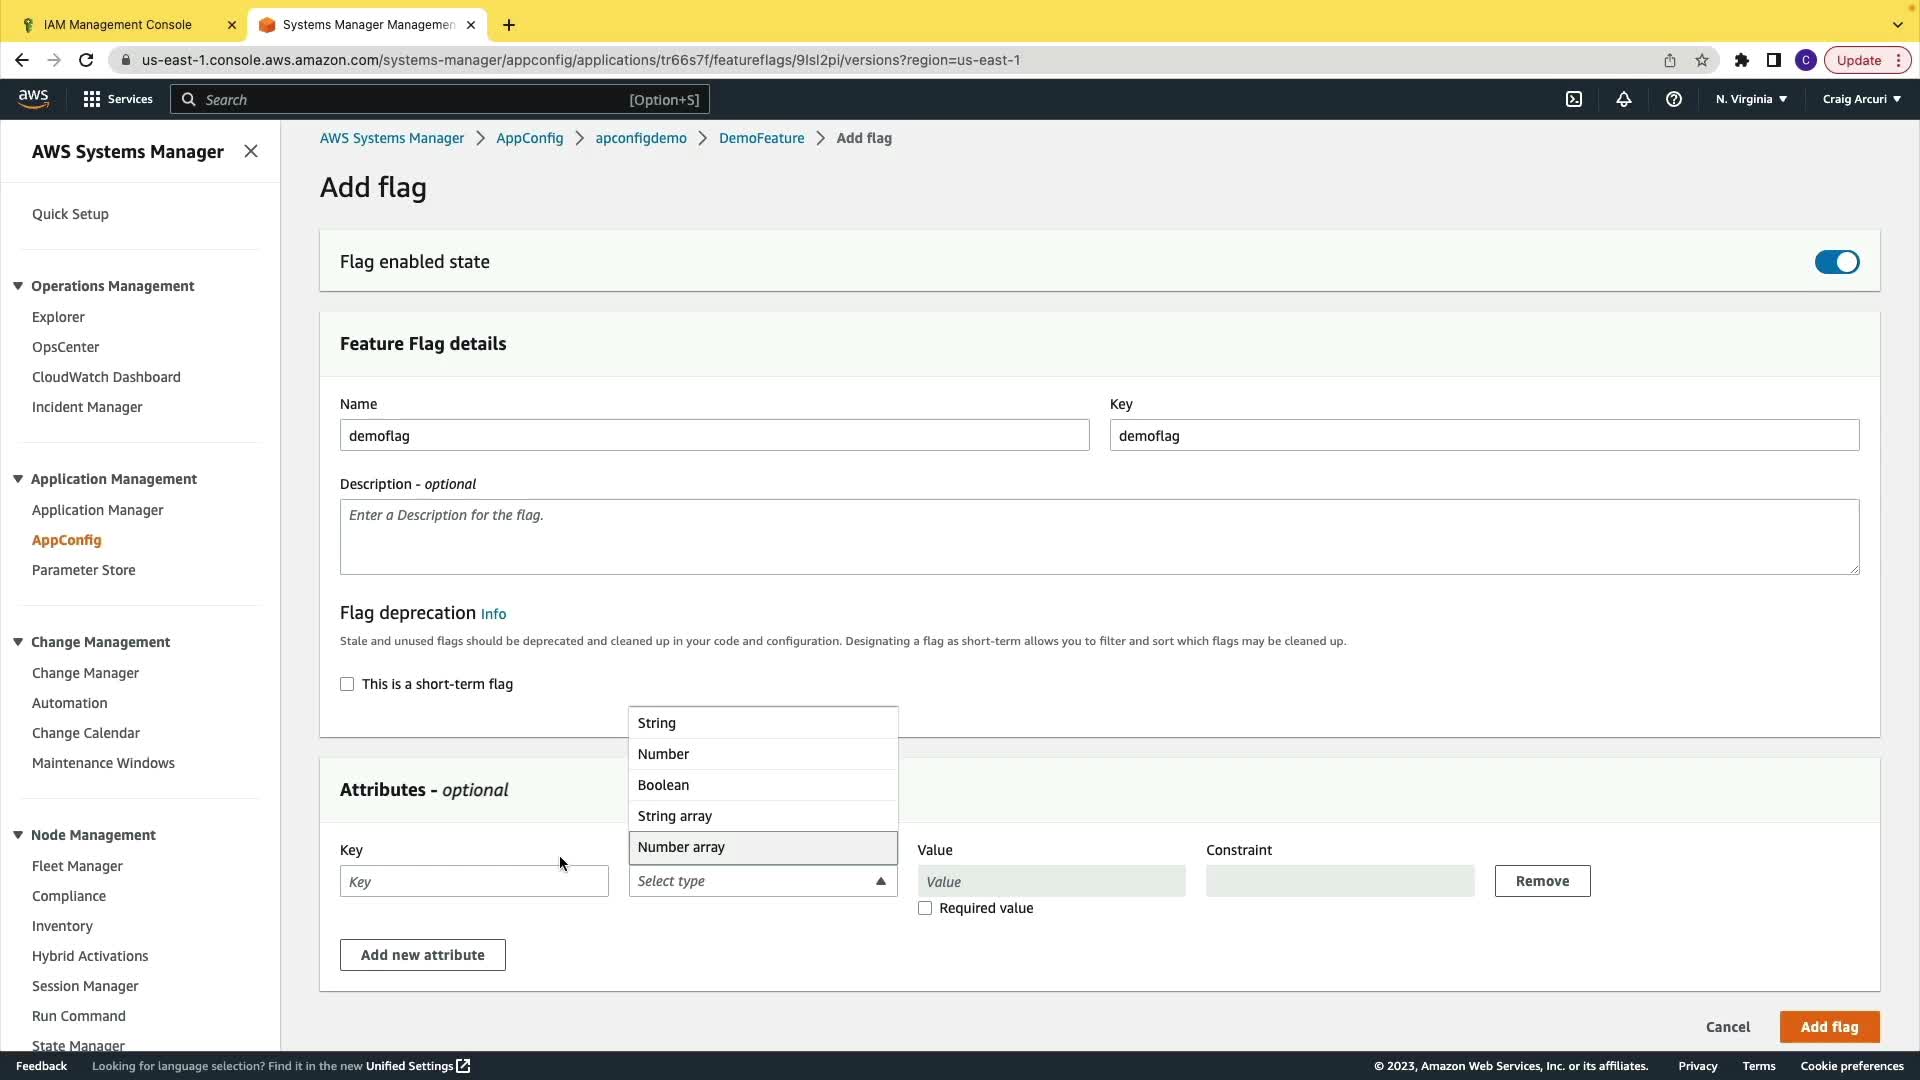 IAM Management Console
Systems Manager Managemen
us-east-1.console.aws.amazon.com/systems-manager/appconfig/applications/tr66s7f/featureflags/9lsl2pi/versions?region=us-east-1
C
Update
aws
Services
Search
[Option+S]
N. Virginia
Craig Arcuri
AWS Systems Manager
AWS Systems Manager
AppConfig
apconfigdemo
DemoFeature
Add flag
Add flag
Quick Setup
Operations Management
Explorer
OpsCenter
CloudWatch Dashboard
Incident Manager
Application Management
Application Manager
AppConfig
Parameter Store
Change Management
Change Manager
Automation
Change Calendar
Maintenance Windows
Node Management
Fleet Manager
Compliance
Inventory
Hybrid Activations
Session Manager
Run Command
State Manager
Flag enabled state
Feature Flag details
Name
Key
demoflag
demoflag
Description - optional
Enter a Description for the flag.
Flag deprecation Info
Stale and unused flags should be deprecated and cleaned up in your code and configuration. Designating a flag as short-term allows you to filter and sort which flags may be cleaned up.
This is a short-term flag
String
Number
Boolean
String array
Number array
Attributes - optional
Key
Value
Constraint
Key
Select type
Value
Remove
Required value
Add new attribute
Cancel
Add flag
Feedback
Looking for language selection? Find it in the new Unified Settings
© 2023, Amazon Web Services, Inc. or its affiliates.
Privacy
Terms
Cookie preferences